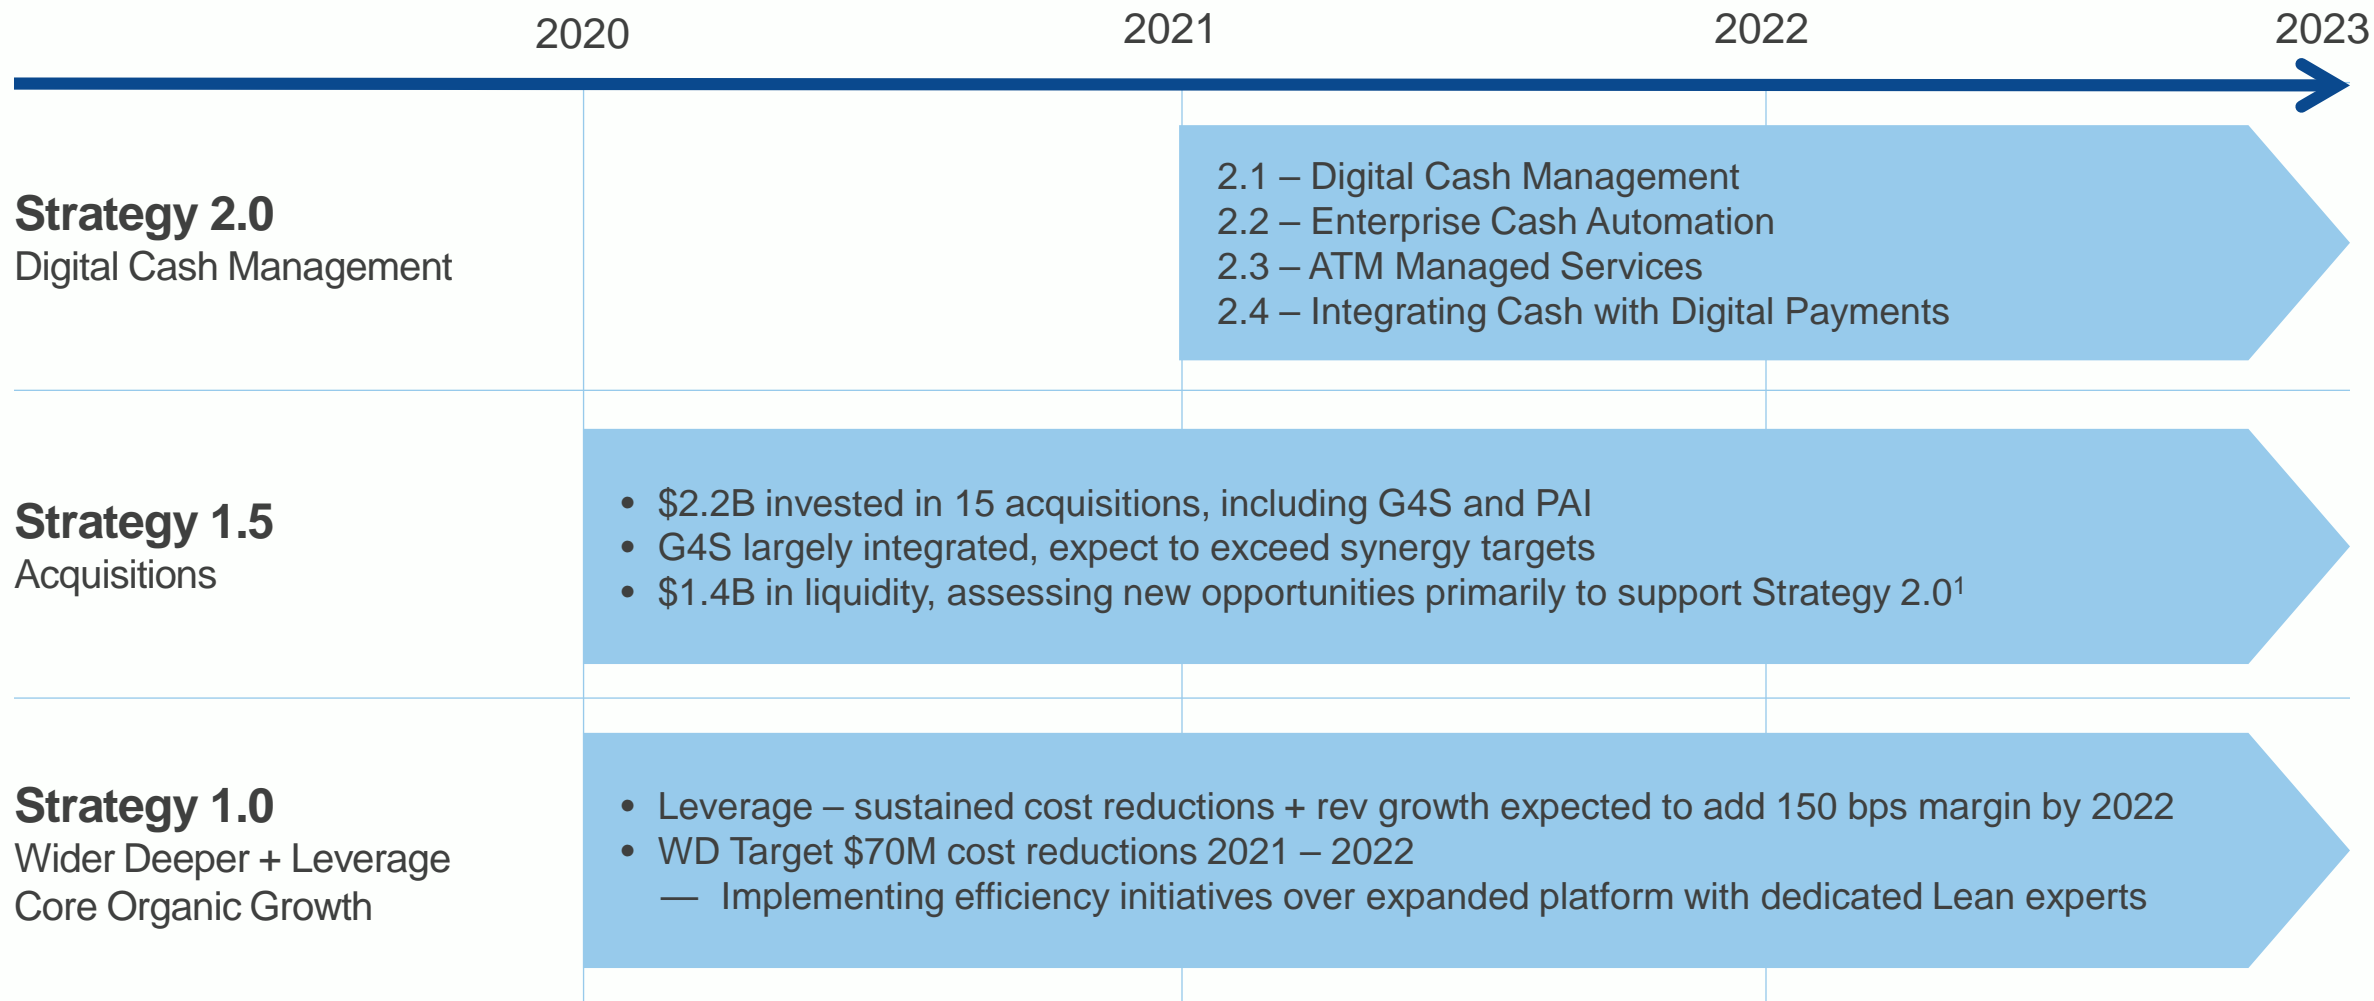 2020 2021 2022 2023
Strategy 2.0
Digital Cash Management
2.1 – Digital Cash Management
2.2 – Enterprise Cash Automation
2.3 – ATM Managed Services
2.4 – Integrating Cash with Digital Payments
Strategy 1.5
Acquisitions
• $2.2B invested in 15 acquisitions, including G4S and PAI
• G4S largely integrated, expect to exceed synergy targets
• $1.4B in liquidity, assessing new opportunities primarily to support Strategy 2.0¹
Strategy 1.0
Wider Deeper + Leverage
Core Organic Growth
• Leverage – sustained cost reductions + rev growth expected to add 150 bps margin by 2022
• WD Target $70M cost reductions 2021 – 2022
— Implementing efficiency initiatives over expanded platform with dedicated Lean experts